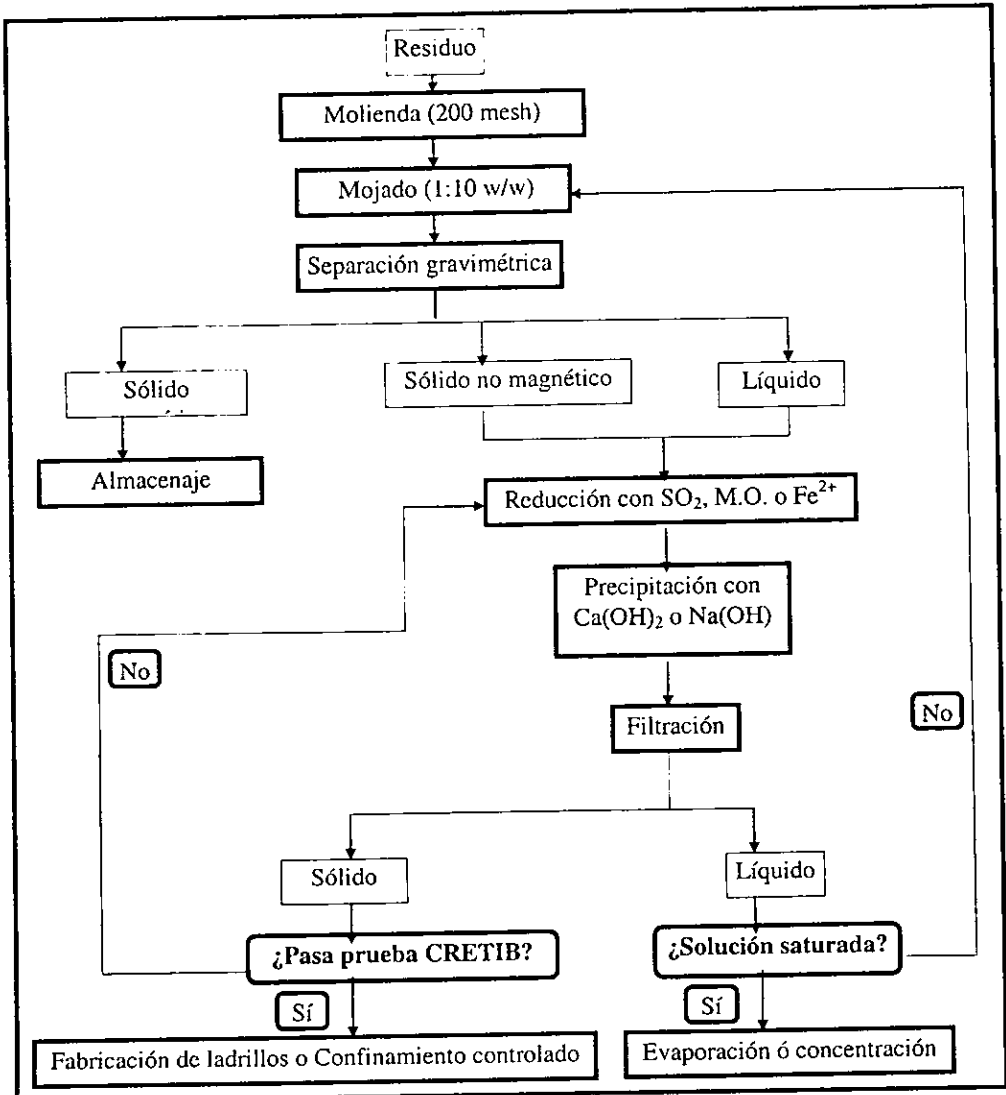 Residuo
Molienda (200 mesh)
Mojado (1:10 w/w)
Separación gravimétrica
Sólido
Sólido no magnético
Líquido
Almacenaje
Reducción con SO₂, M.O. o Fe²⁺
Precipitación con
Ca(OH)₂ o Na(OH)
No
No
Filtración
Sólido
Líquido
¿Pasa prueba CRETIB?
¿Solución saturada?
Sí
Sí
Fabricación de ladrillos o Confinamiento controlado
Evaporación ó concentración